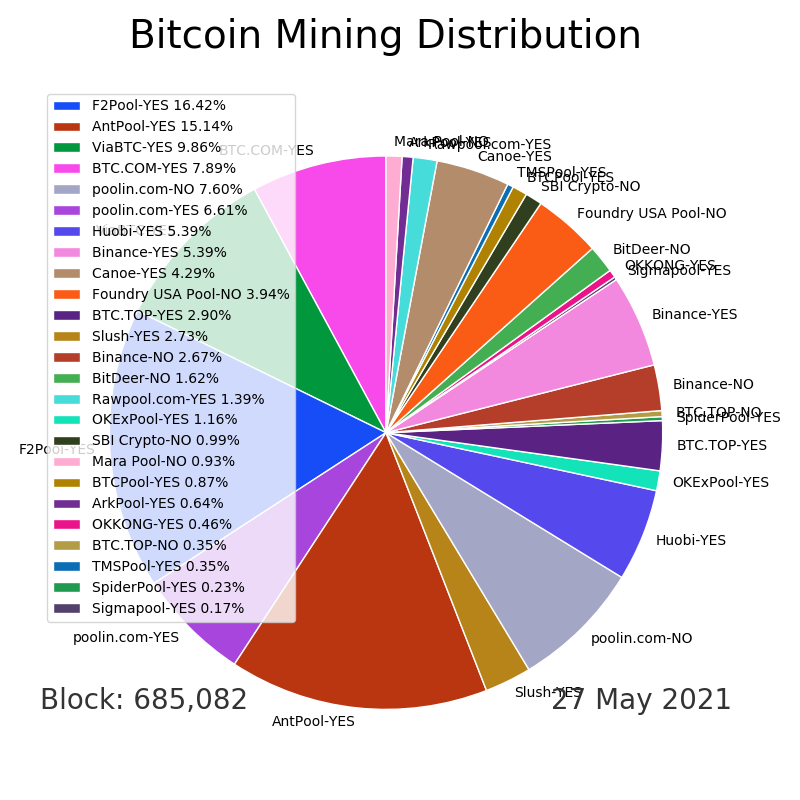 Bitcoin Mining Distribution
F2Pool-YES 16.42%
AntPool-YES 15.14%
ViaBTC-YES 9.86%
BTC.COM-YES 7.89%
poolin.com-NO 7.60%
poolin.com-YES 6.61%
Huobi-YES 5.39%
Binance-YES 5.39%
Canoe-YES 4.29%
Foundry USA Pool-NO 3.94%
BTC.TOP-YES 2.90%
Slush-YES 2.73%
Binance-NO 2.67%
BitDeer-NO 1.62%
Rawpool.com-YES 1.39%
OKExPool-YES 1.16%
SBI Crypto-NO 0.99%
Mara Pool-NO 0.93%
BTCPool-YES 0.87%
ArkPool-YES 0.64%
OKKONG-YES 0.46%
BTC.TOP-NO 0.35%
TMSPool-YES 0.35%
SpiderPool-YES 0.23%
Sigmapool-YES 0.17%
Mara Pool-NO
ArkPool-YES
Rawpool.com-YES
Canoe-YES
TMSPool-YES
BTCPool-YES
SBI Crypto-NO
Foundry USA Pool-NO
BitDeer-NO
OKKONG-YES
Sigmapool-YES
Binance-YES
Binance-NO
BTC.TOP-NO
SpiderPool-YES
BTC.TOP-YES
OKExPool-YES
Huobi-YES
poolin.com-NO
Slush-YES
AntPool-YES
poolin.com-YES
F2Pool-YES
BTC.COM-YES
Block: 685,082
27 May 2021